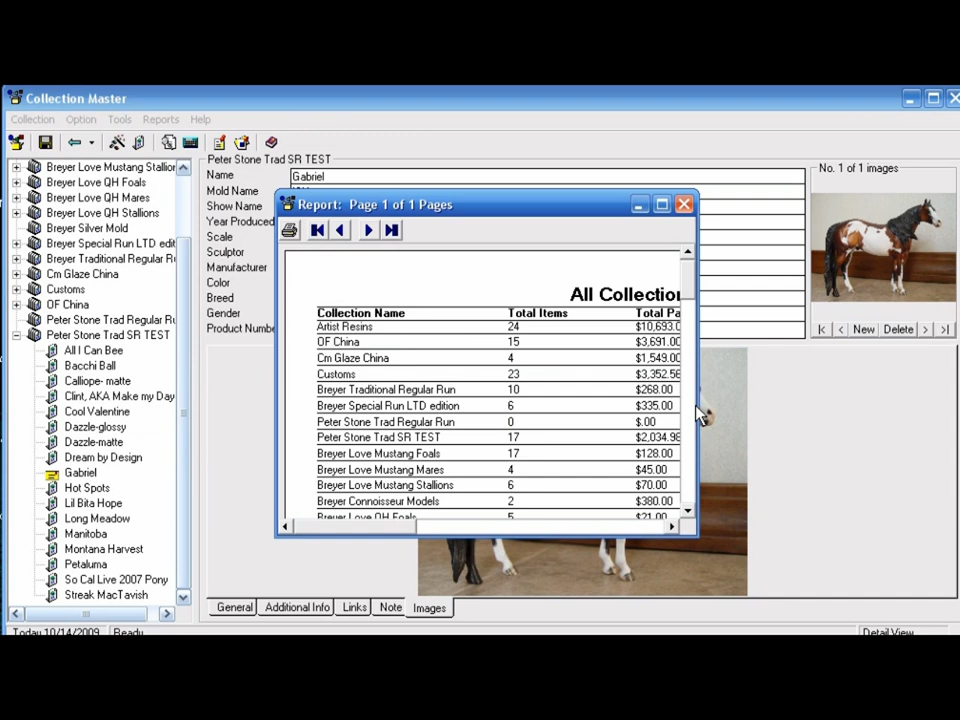 Collection Master
Collection Option Tools Reports Help
Breyer Love Mustang Stallion
Breyer Love QH Foals
Breyer Love QH Mares
Breyer Love QH Stallions
Breyer Silver Mold
Breyer Special Run LTD edit
Breyer Traditional Regular R
Cm Glaze China
Customs
OF China
Peter Stone Trad Regular R
Peter Stone Trad SR TEST
All I Can Bee
Bacchi Ball
Calliope- matte
Clint, AKA Make my Day
Cool Valentine
Dazzle-glossy
Dazzle-matte
Dream by Design
Gabriel
Hot Spots
Lil Bita Hope
Long Meadow
Manitoba
Montana Harvest
Petaluma
So Cal Live 2007 Pony
Streak MacTavish
Peter Stone Trad SR TEST
Name Gabriel
Mold Name
Show Name
Year Produced
Scale
Sculptor
Manufacturer
Color
Breed
Gender
Product Numbe
No. 1 of 1 images
|< < New Delete > >|
Report: Page 1 of 1 Pages
All Collection
Collection Name Total Items Total Pa
Artist Resins 24 $10,693.0
OF China 15 $3,691.00
Cm Glaze China 4 $1,549.00
Customs 23 $3,352.56
Breyer Traditional Regular Run 10 $268.00
Breyer Special Run LTD edition 6 $335.00
Peter Stone Trad Regular Run 0 $.00
Peter Stone Trad SR TEST 17 $2,034.98
Breyer Love Mustang Foals 17 $128.00
Breyer Love Mustang Mares 4 $45.00
Breyer Love Mustang Stallions 6 $70.00
Breyer Connoisseur Models 2 $380.00
Breyer Love QH Foals 5 $21.00
General Additional Info Links Note Images
Today 10/14/2009 Ready Detail View